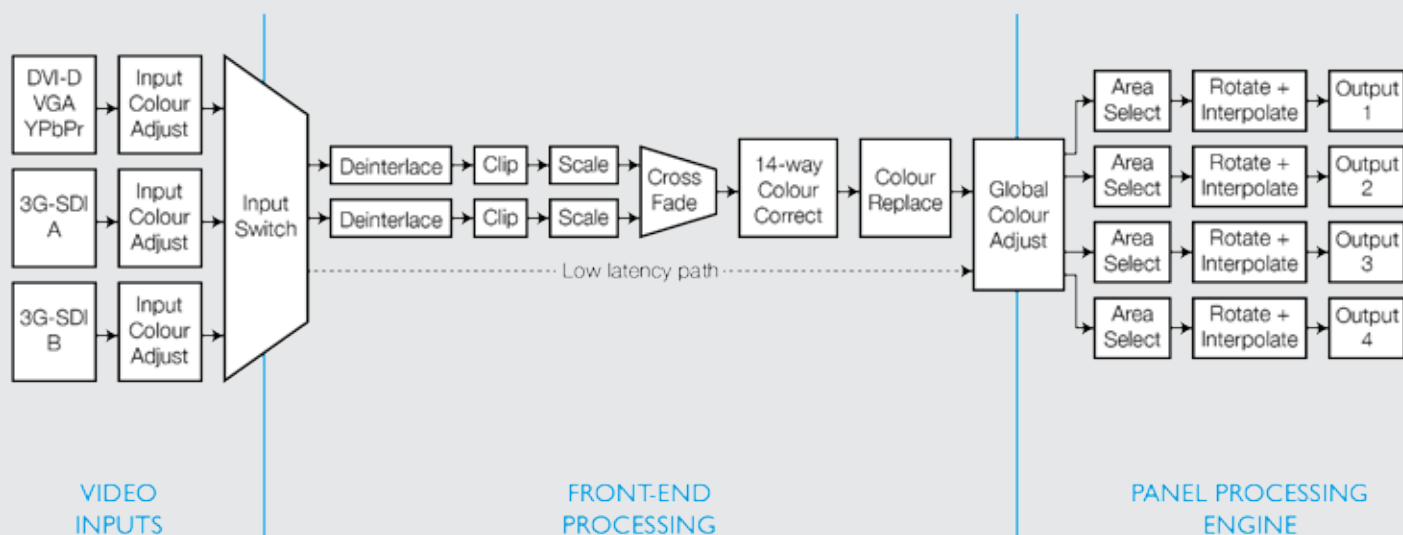 DVI-D
VGA
YPbPr
Input
Colour
Adjust
3G-SDI
A
Input
Colour
Adjust
3G-SDI
B
Input
Colour
Adjust
Input
Switch
Deinterlace
Clip
Scale
Deinterlace
Clip
Scale
Cross
Fade
14-way
Colour
Correct
Colour
Replace
Low latency path
Global
Colour
Adjust
Area
Select
Rotate +
Interpolate
Output
1
Area
Select
Rotate +
Interpolate
Output
2
Area
Select
Rotate +
Interpolate
Output
3
Area
Select
Rotate +
Interpolate
Output
4
VIDEO
INPUTS
FRONT-END
PROCESSING
PANEL PROCESSING
ENGINE